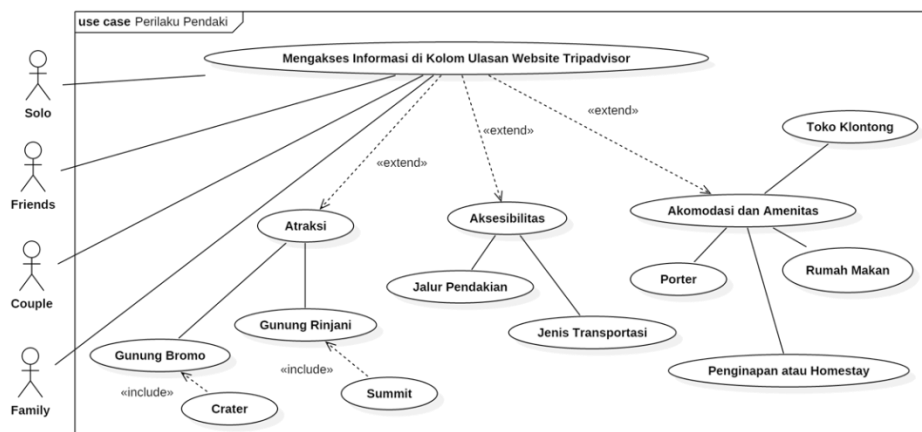 use case Perilaku Pendaki
Mengakses Informasi di Kolom Ulasan Website Tripadvisor
Solo
«extend»
«extend»
«extend»
Toko Klontong
Friends
Atraksi
Aksesibilitas
Akomodasi dan Amenitas
Couple
Jalur Pendakian
Porter
Rumah Makan
Gunung Rinjani
Jenis Transportasi
Gunung Bromo
Penginapan atau Homestay
«include»
«include»
Summit
Crater
Family